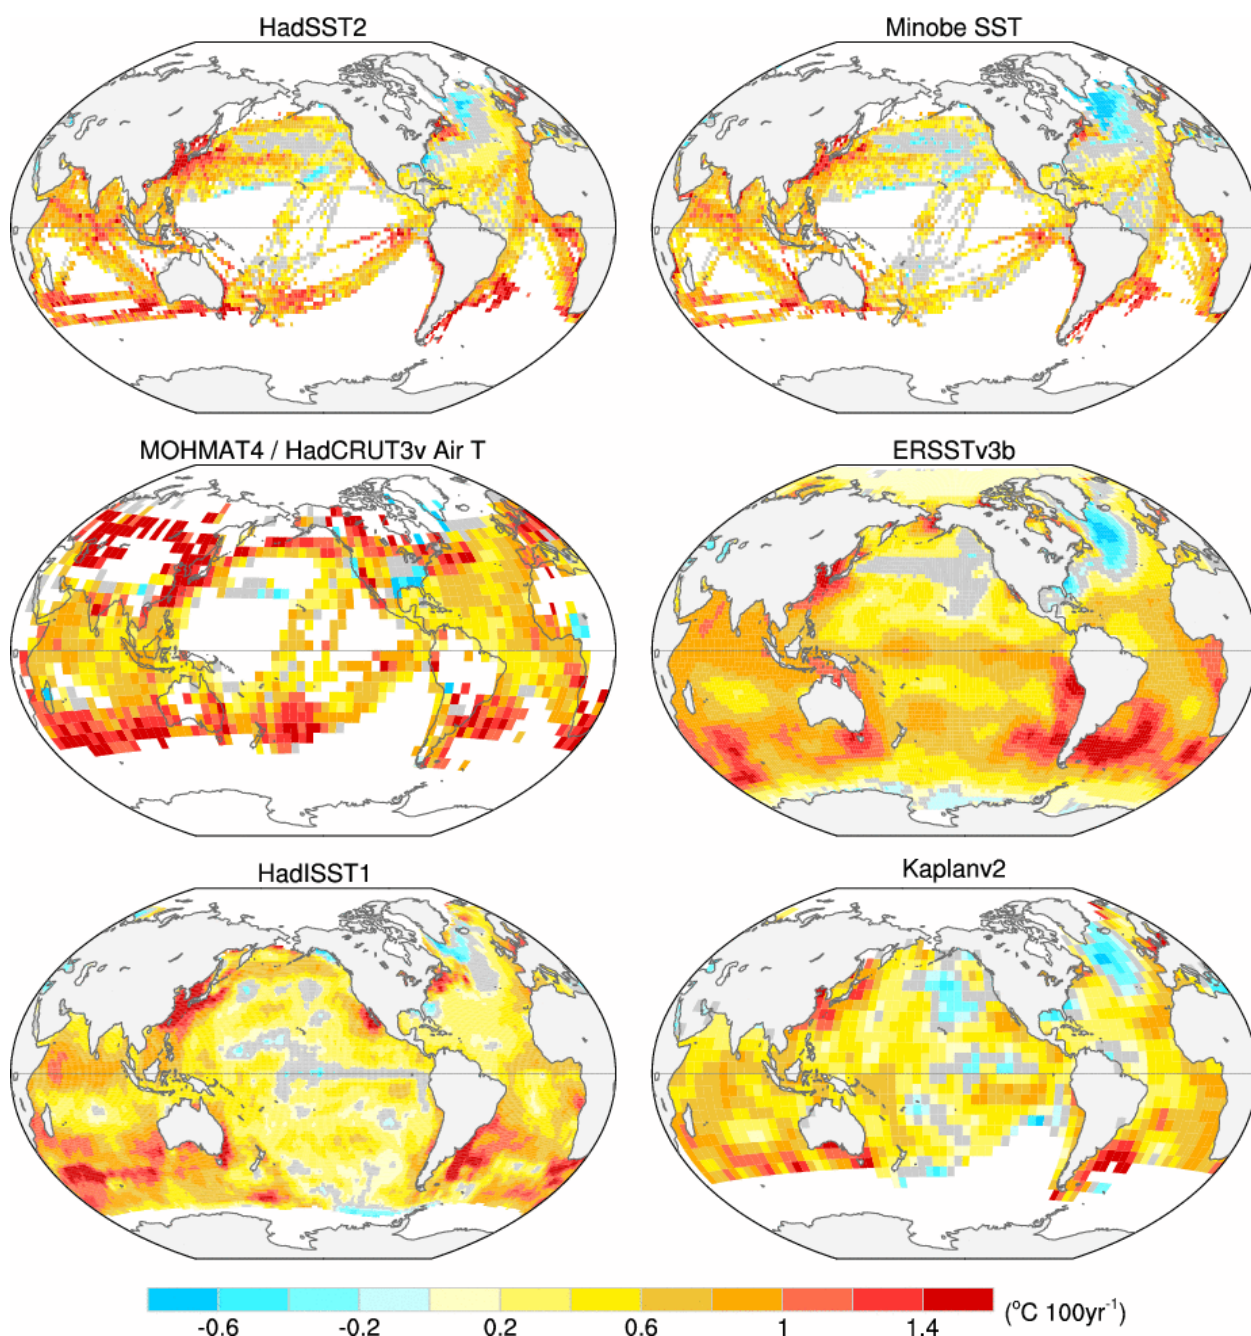 HadSST2
Minobe SST
MOHMAT4 / HadCRUT3v Air T
ERSSTv3b
HadISST1
Kaplanv2
-0.6 -0.2 0.2 0.6 1 1.4 (°C 100yr⁻¹)